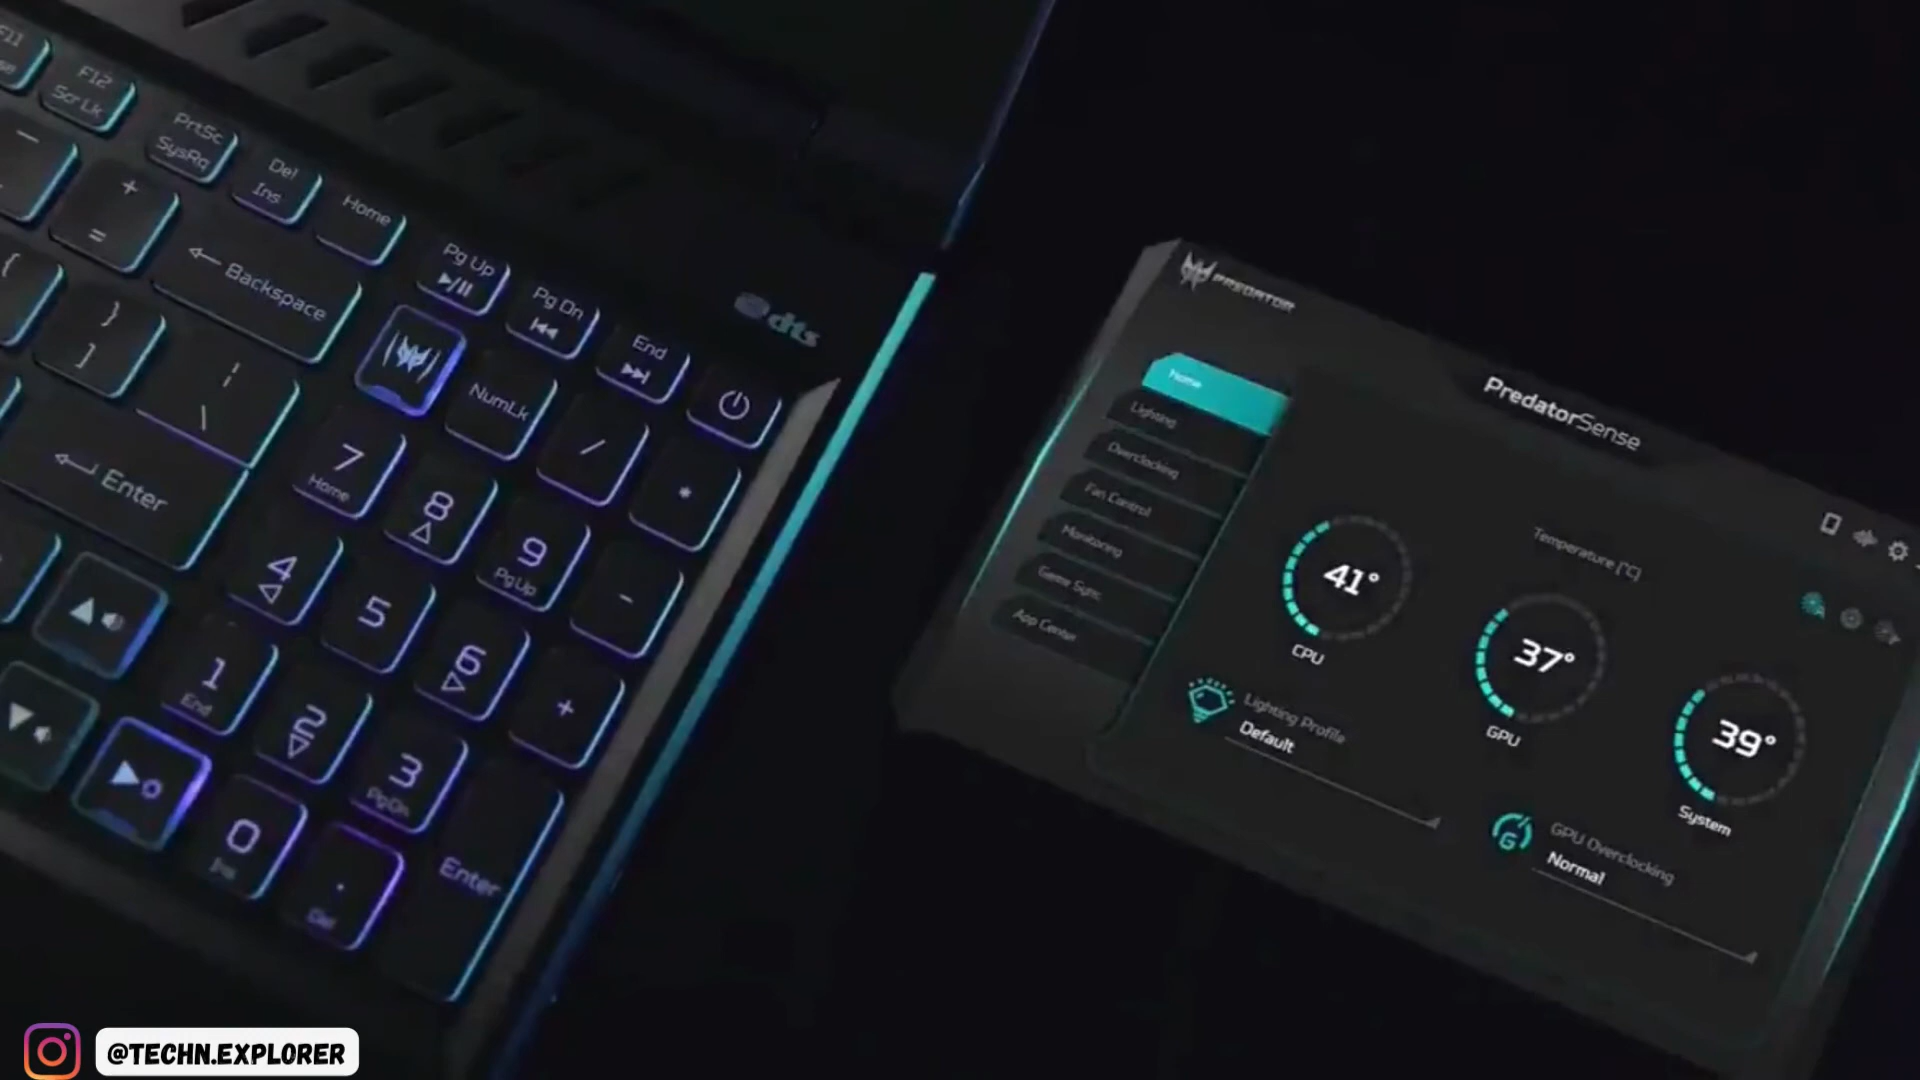 F11
F12
Scr Lk
PrtSc
SysRq
Del
Ins
Home
+
=
Backspace
Pg Up
Pg Dn
End
dts
{
}
]
|
\
NumLk
/
*
Enter
7
Home
8
9
PgUp
-
4
5
6
+
1
End
2
3
PgDn
0
Ins
.
Del
Enter
PREDATOR
PredatorSense
Home
Lighting
Overclocking
Fan Control
Monitoring
Game Sync
App Center
Temperature [°C]
41°
CPU
37°
GPU
39°
System
Lighting Profile
Default
GPU Overclocking
Normal
@TECHN.EXPLORER